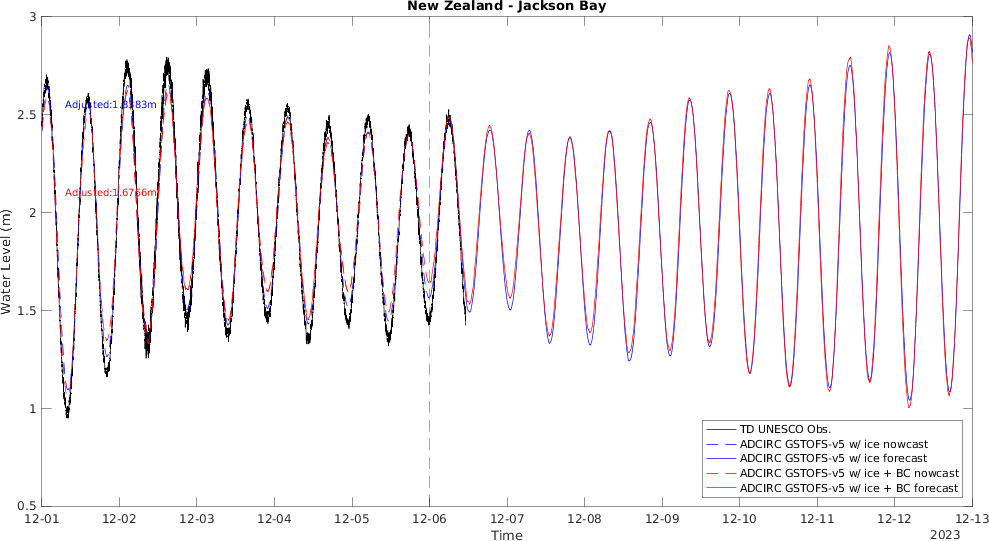 New Zealand - Jackson Bay
3
2.5
2
1.5
1
0.5
Water Level (m)
Adjusted:1.8583m
Adjusted:1.6766m
TD UNESCO Obs.
ADCIRC GSTOFS-v5 w/ ice nowcast
ADCIRC GSTOFS-v5 w/ ice forecast
ADCIRC GSTOFS-v5 w/ ice + BC nowcast
ADCIRC GSTOFS-v5 w/ ice + BC forecast
12-01 12-02 12-03 12-04 12-05 12-06 12-07 12-08 12-09 12-10 12-11 12-12 12-13
Time
2023